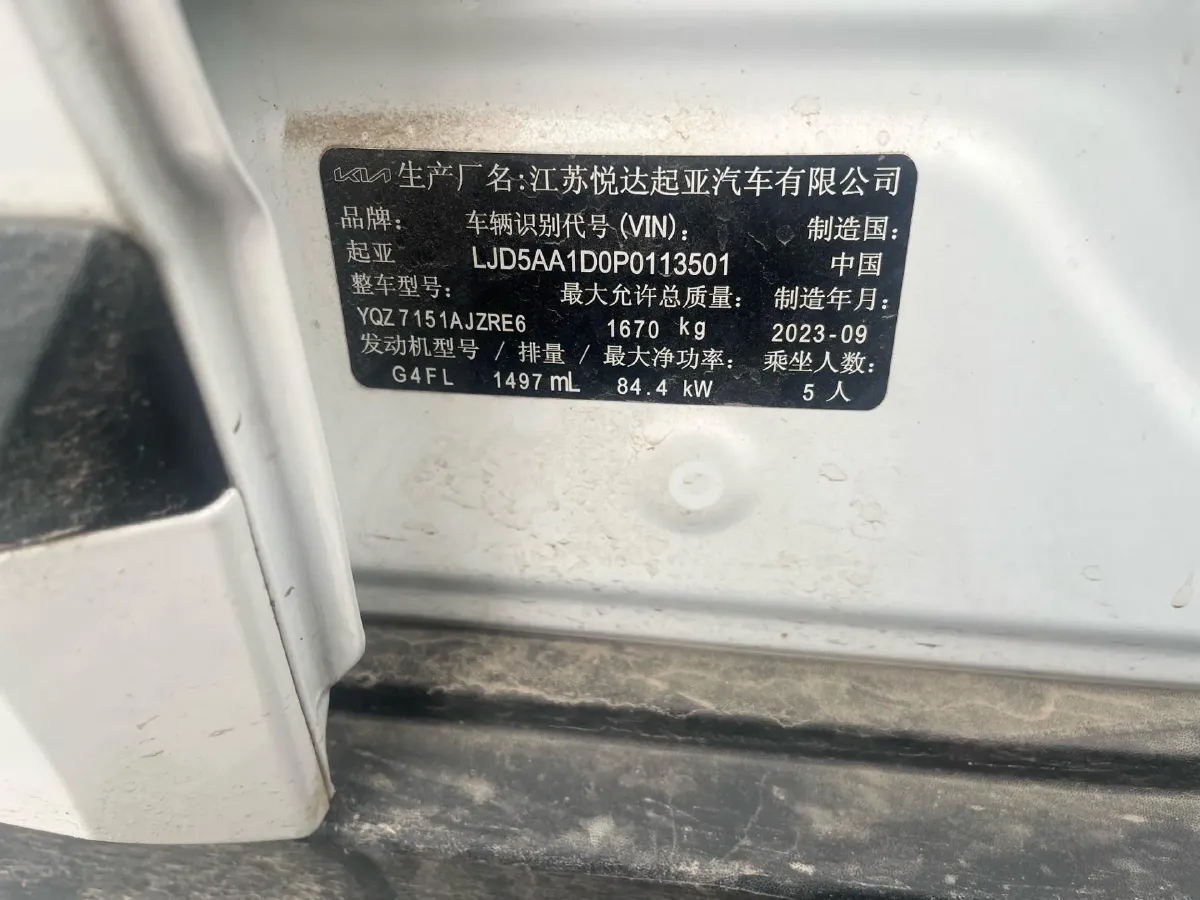 KIA 生产厂名:江苏悦达起亚汽车有限公司
品牌: 车辆识别代号(VIN): 制造国:
起亚 LJD5AA1D0P0113501 中国
整车型号: 最大允许总质量: 制造年月:
YQZ7151AJZRE6 1670 kg 2023-09
发动机型号 / 排量 / 最大净功率: 乘坐人数:
G4FL 1497mL 84.4 kW 5 人